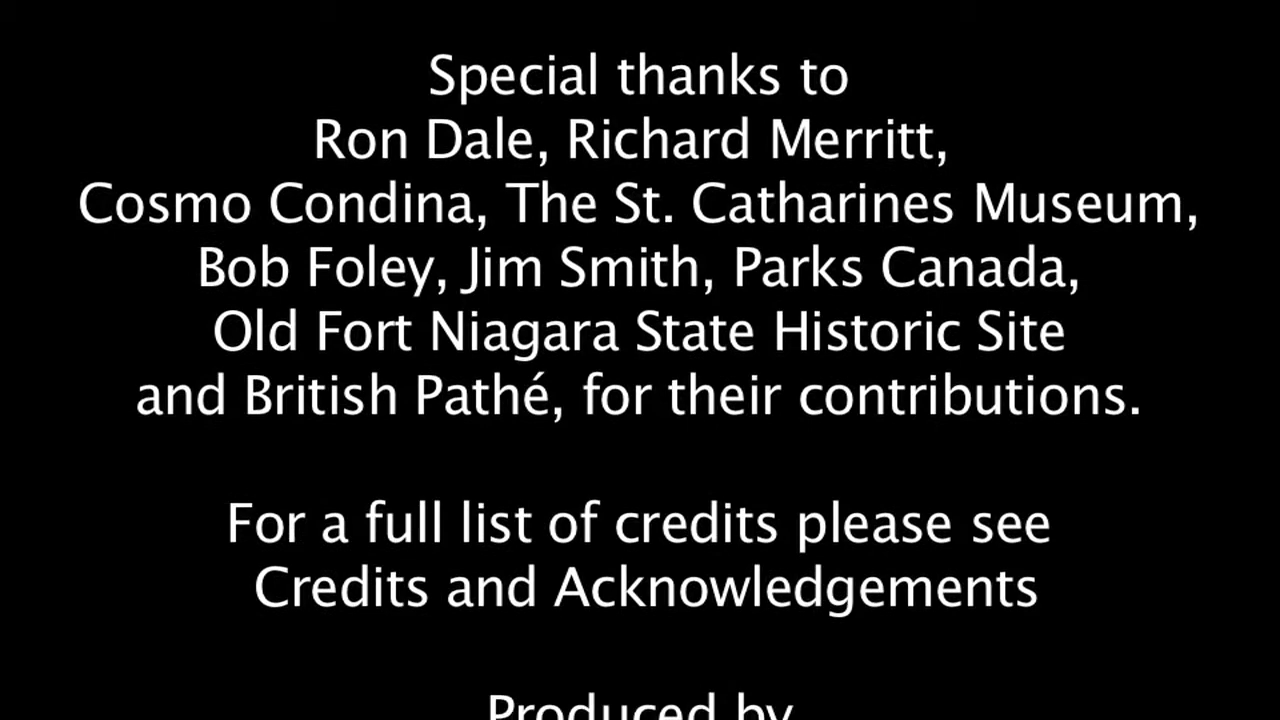 Special thanks to
Ron Dale, Richard Merritt,
Cosmo Condina, The St. Catharines Museum,
Bob Foley, Jim Smith, Parks Canada,
Old Fort Niagara State Historic Site
and British Pathé, for their contributions.
For a full list of credits please see
Credits and Acknowledgements
Produced by